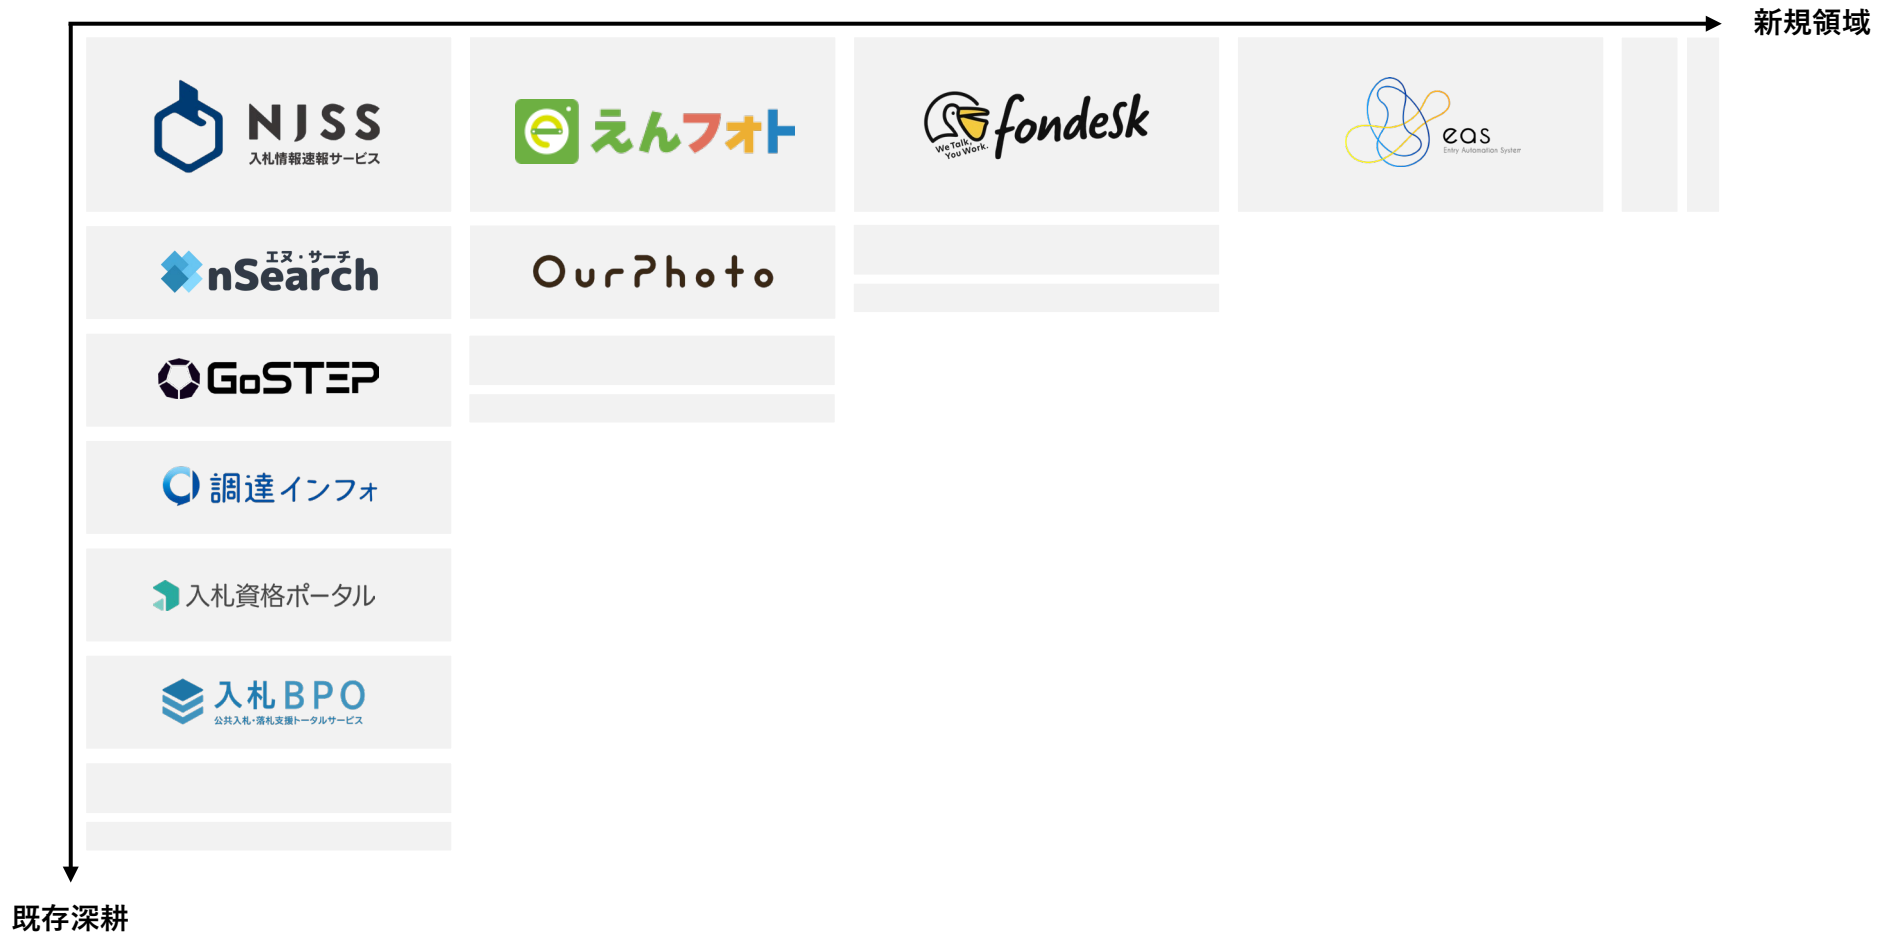 新規領域
NJSS
入札情報速報サービス
e えんフォト
We Talk,
You Work.
fondesk
eas
Entry Automation System
エヌ・サーチ
nSearch
OurPhoto
GoSTEP
調達インフォ
入札資格ポータル
入札BPO
公共入札・落札支援トータルサービス
既存深耕